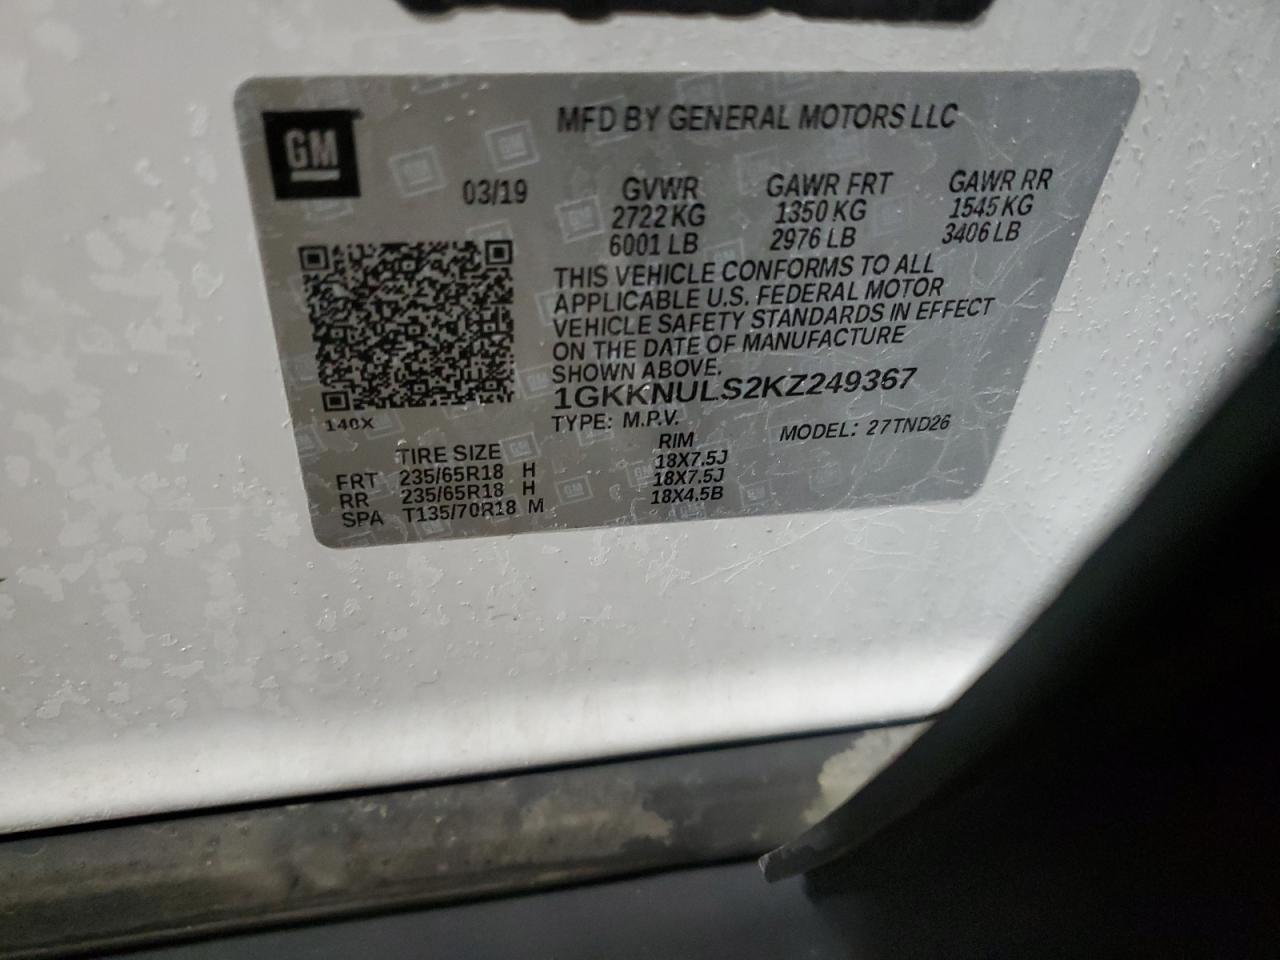 GM
MFD BY GENERAL MOTORS LLC
03/19
GVWR GAWR FRT GAWR RR
2722 KG 1350 KG 1545 KG
6001 LB 2976 LB 3406 LB
THIS VEHICLE CONFORMS TO ALL
APPLICABLE U.S. FEDERAL MOTOR
VEHICLE SAFETY STANDARDS IN EFFECT
ON THE DATE OF MANUFACTURE
SHOWN ABOVE.
1GKKNULS2KZ249367
140X
TYPE: M.P.V. MODEL: 27TND26
TIRE SIZE RIM
FRT 235/65R18 H 18X7.5J
RR 235/65R18 H 18X7.5J
SPA T135/70R18 M 18X4.5B